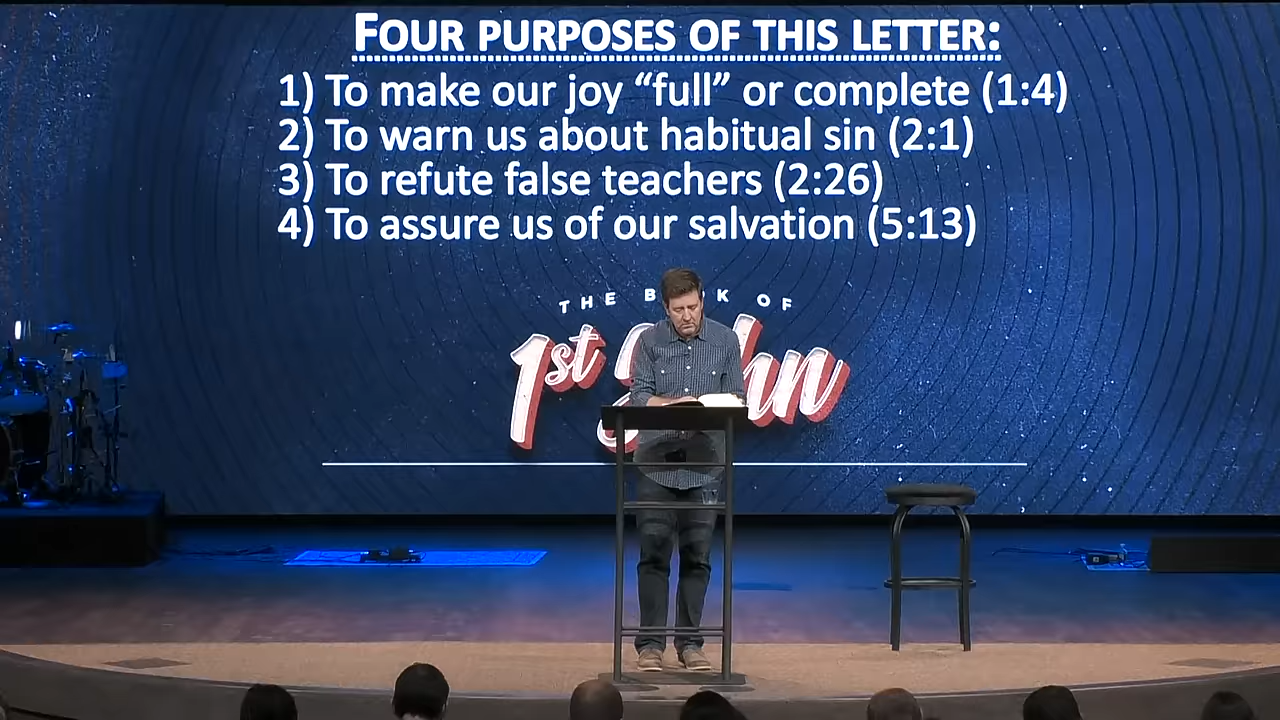 FOUR PURPOSES OF THIS LETTER:
1) To make our joy “full” or complete (1:4)
2) To warn us about habitual sin (2:1)
3) To refute false teachers (2:26)
4) To assure us of our salvation (5:13)
THE OF
1st